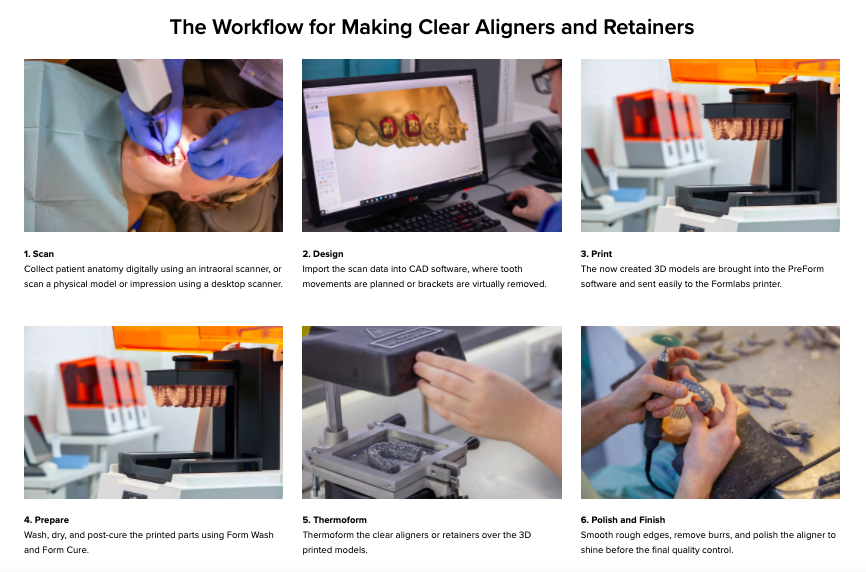 The Workflow for Making Clear Aligners and Retainers
1. Scan
Collect patient anatomy digitally using an intraoral scanner, or
scan a physical model or impression using a desktop scanner.
2. Design
Import the scan data into CAD software, where tooth
movements are planned or brackets are virtually removed.
3. Print
The now created 3D models are brought into the PreForm
software and sent easily to the Formlabs printer.
4. Prepare
Wash, dry, and post-cure the printed parts using Form Wash
and Form Cure.
5. Thermoform
Thermoform the clear aligners or retainers over the 3D
printed models.
6. Polish and Finish
Smooth rough edges, remove burrs, and polish the aligner to
shine before the final quality control.